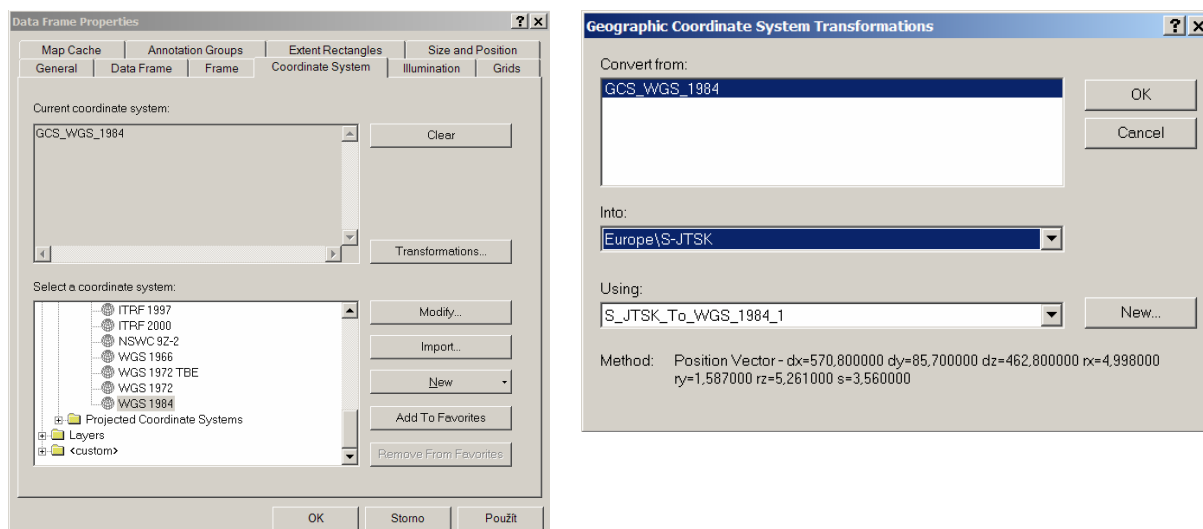 Data Frame Properties
Map Cache Annotation Groups Extent Rectangles Size and Position
General Data Frame Frame Coordinate System Illumination Grids
Current coordinate system:
GCS_WGS_1984
Clear
Transformations...
Select a coordinate system:
ITRF 1997
ITRF 2000
NSWC 9Z-2
WGS 1966
WGS 1972 TBE
WGS 1972
WGS 1984
Projected Coordinate Systems
Layers
<custom>
Modify...
Import...
New
Add To Favorites
Remove From Favorites
OK Storno Použít
Geographic Coordinate System Transformations
Convert from:
GCS_WGS_1984
OK
Cancel
Into:
Europe\S-JTSK
Using:
S_JTSK_To_WGS_1984_1
New...
Method: Position Vector - dx=570,800000 dy=85,700000 dz=462,800000 rx=4,998000
ry=1,587000 rz=5,261000 s=3,560000